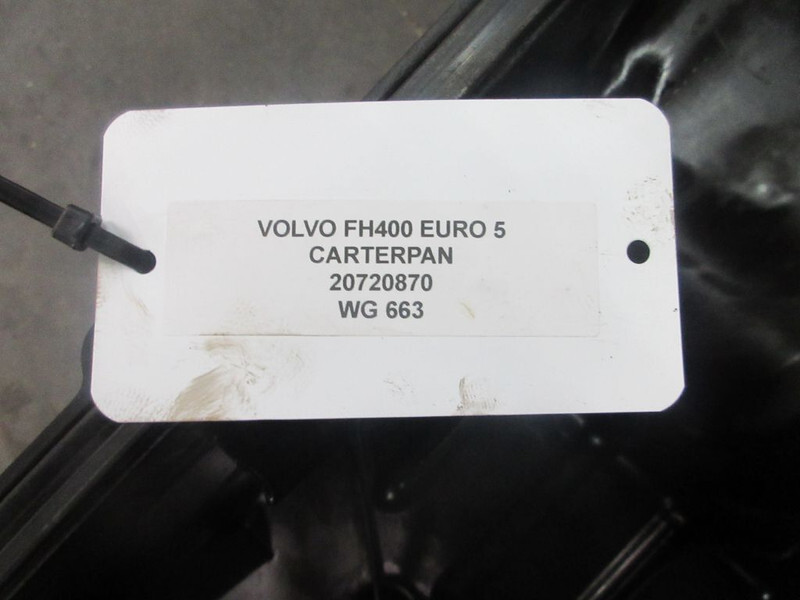 VOLVO FH400 EURO 5
CARTERPAN
20720870
WG 663